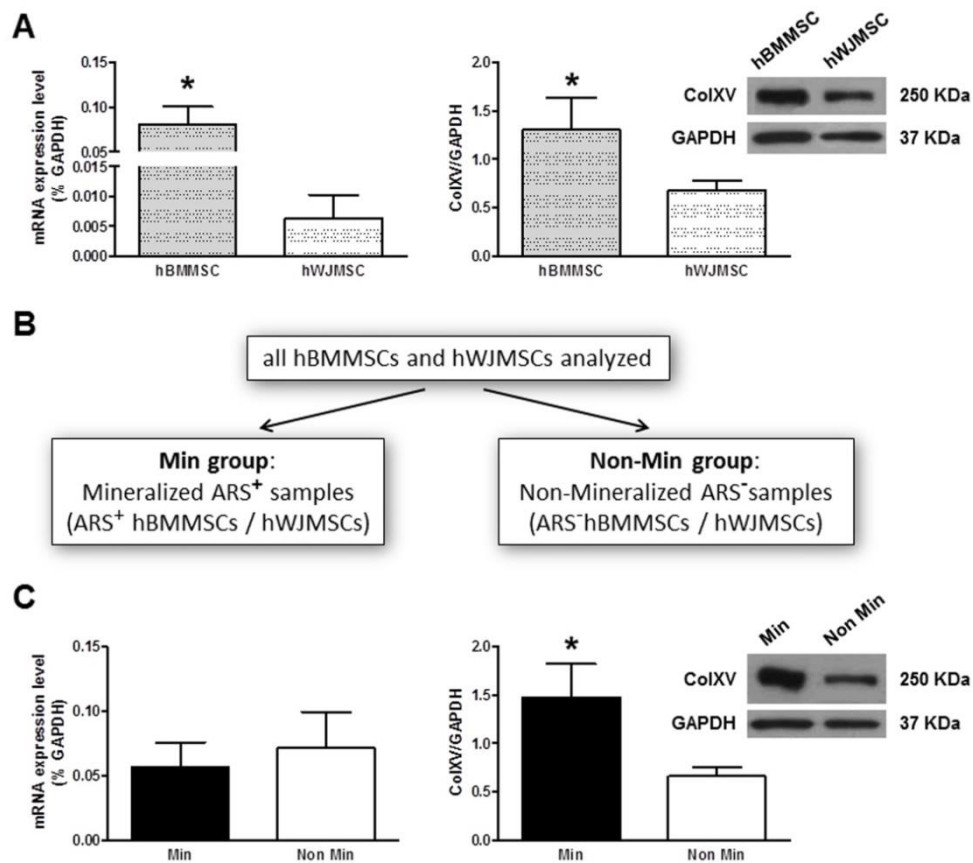 A
mRNA expression level
(% GAPDH)
0.15
0.10
0.05
0.015
0.010
0.005
0.000
*
hBMMSC
hWJMSC
ColXV/GAPDH
2.0
1.5
1.0
0.5
0.0
*
hBMMSC
hWJMSC
hBMMSC
hWJMSC
ColXV
250 KDa
GAPDH
37 KDa
B
all hBMMSCs and hWJMSCs analyzed
Min group:
Mineralized ARS⁺ samples
(ARS⁺ hBMMSCs / hWJMSCs)
Non-Min group:
Non-Mineralized ARS⁻samples
(ARS⁻hBMMSCs / hWJMSCs)
C
mRNA expression level
(% GAPDH)
0.15
0.10
0.05
0.00
Min
Non Min
ColXV/GAPDH
2.0
1.5
1.0
0.5
0.0
*
Min
Non Min
Min
Non Min
ColXV
250 KDa
GAPDH
37 KDa